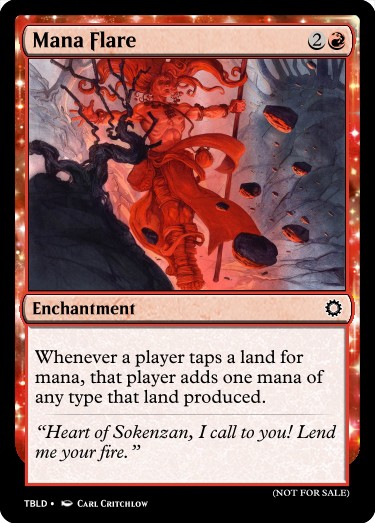 Mana Flare 2
Enchantment
Whenever a player taps a land for
mana, that player adds one mana of
any type that land produced.
“Heart of Sokenzan, I call to you! Lend
me your fire.”
TBLD • Carl Critchlow
(NOT FOR SALE)